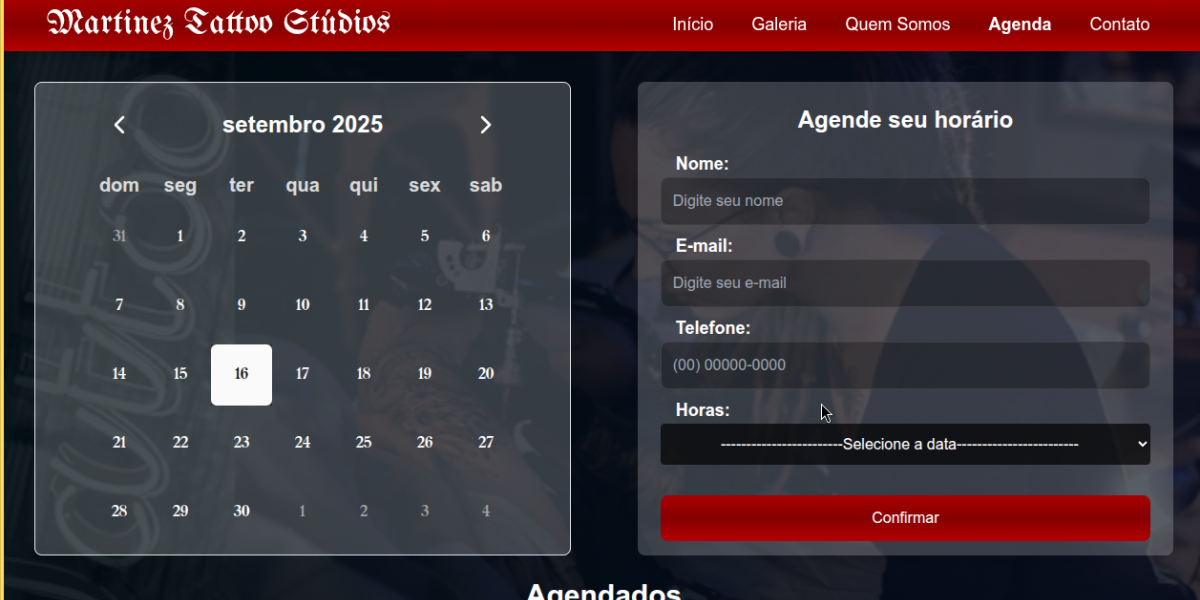 Martinez Tattoo Stúdios
Início Galeria Quem Somos Agenda Contato
setembro 2025
dom seg ter qua qui sex sab
31 1 2 3 4 5 6
7 8 9 10 11 12 13
14 15 16 17 18 19 20
21 22 23 24 25 26 27
28 29 30 1 2 3 4
Agende seu horário
Nome:
Digite seu nome
E-mail:
Digite seu e-mail
Telefone:
(00) 00000-0000
Horas:
------------------------Selecione a data------------------------
Confirmar
Agendados